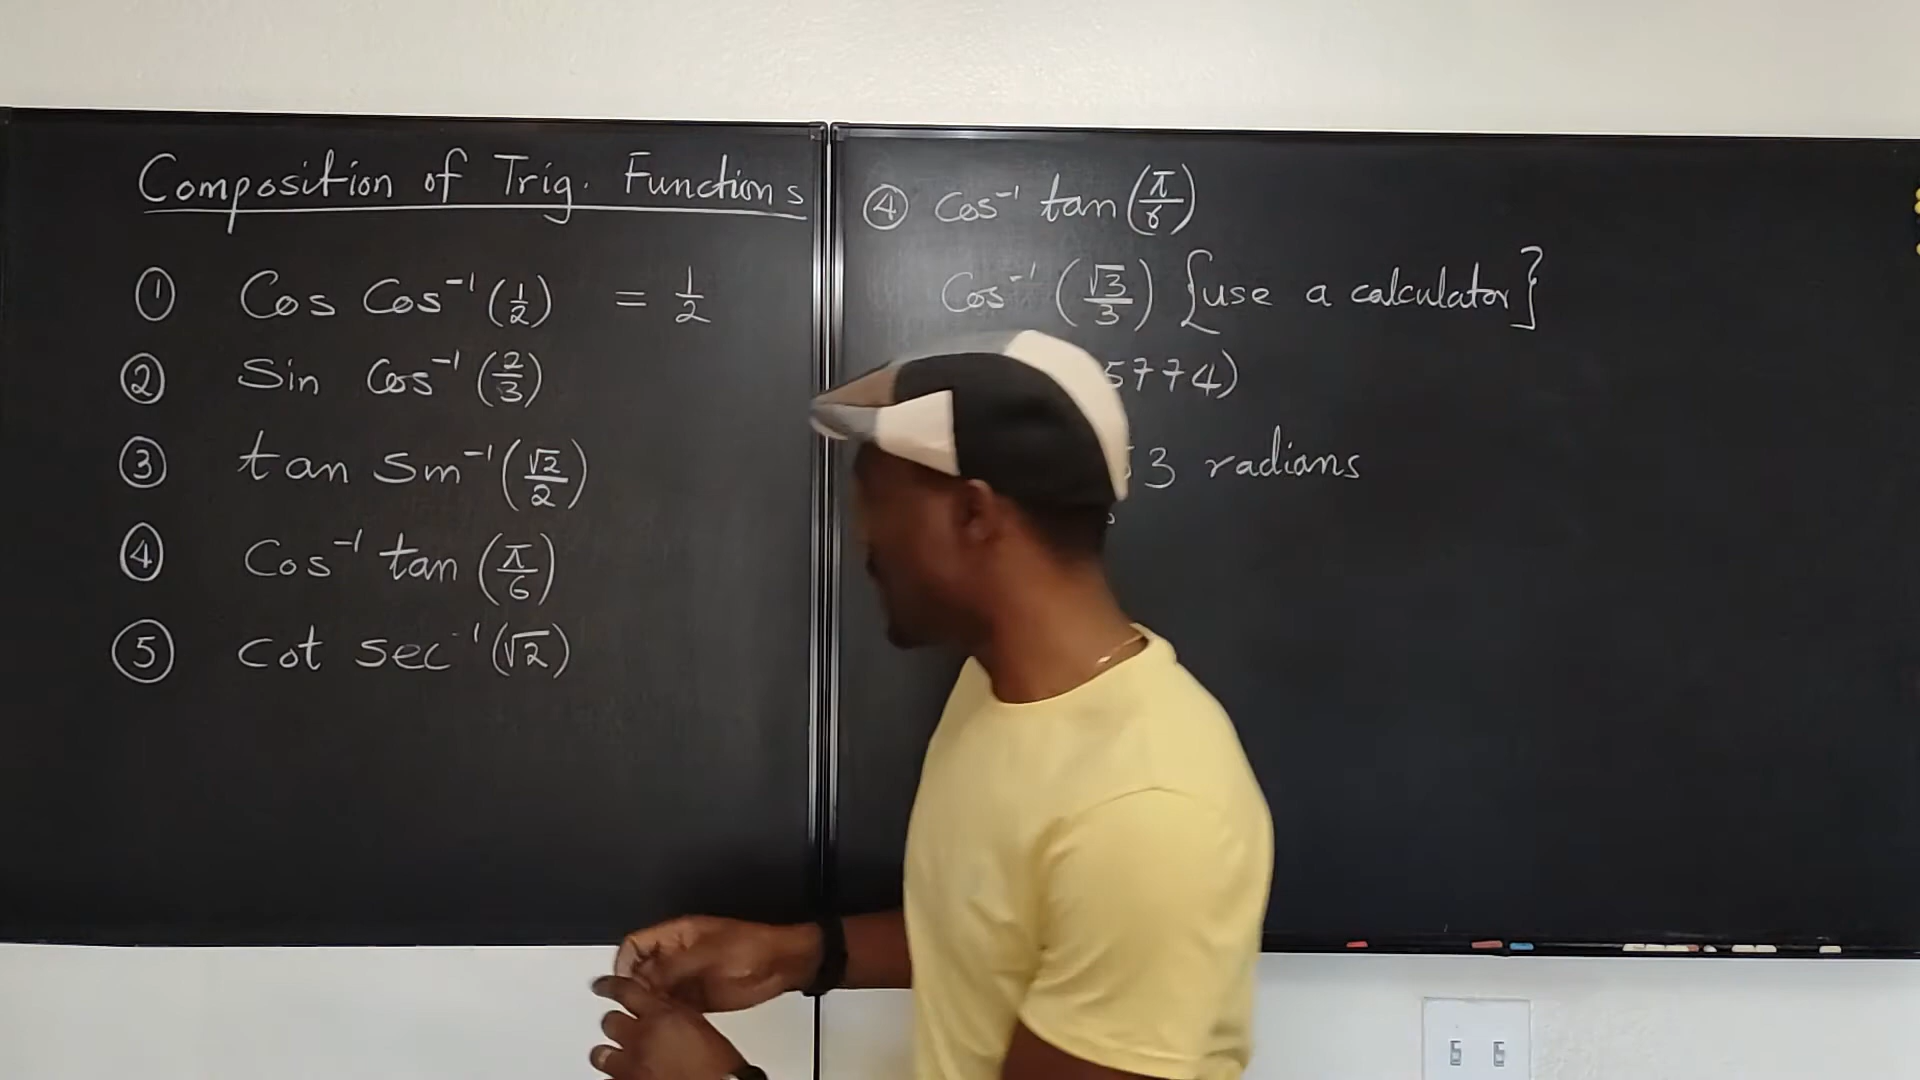 Composition of Trig. Functions
① Cos Cos⁻¹(1/2) = 1/2
② Sin Cos⁻¹(2/3)
③ tan Sin⁻¹(√2/2)
④ Cos⁻¹ tan(π/6)
⑤ cot sec⁻¹(√2)
④ Cos⁻¹ tan(π/6)
Cos⁻¹(√3/3) {use a calculator}
5774)
3 radians